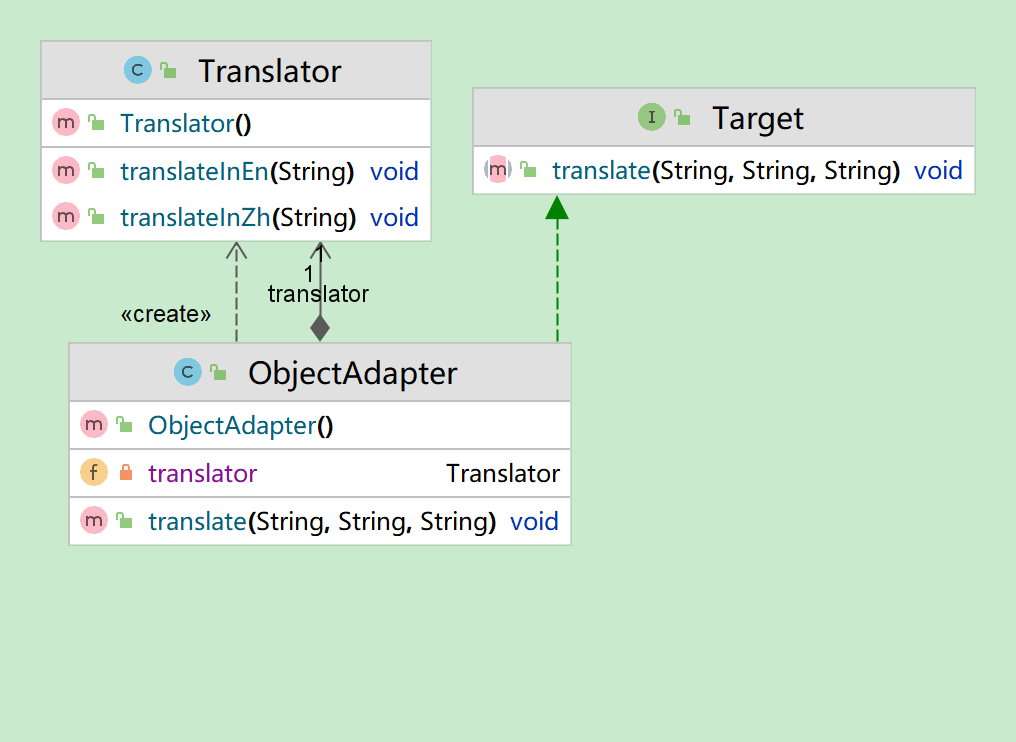 C Translator
m Translator()
m translateInEn(String) void
m translateInZh(String) void
I Target
m translate(String, String, String) void
1
1
translator
«create»
C ObjectAdapter
m ObjectAdapter()
f translator Translator
m translate(String, String, String) void